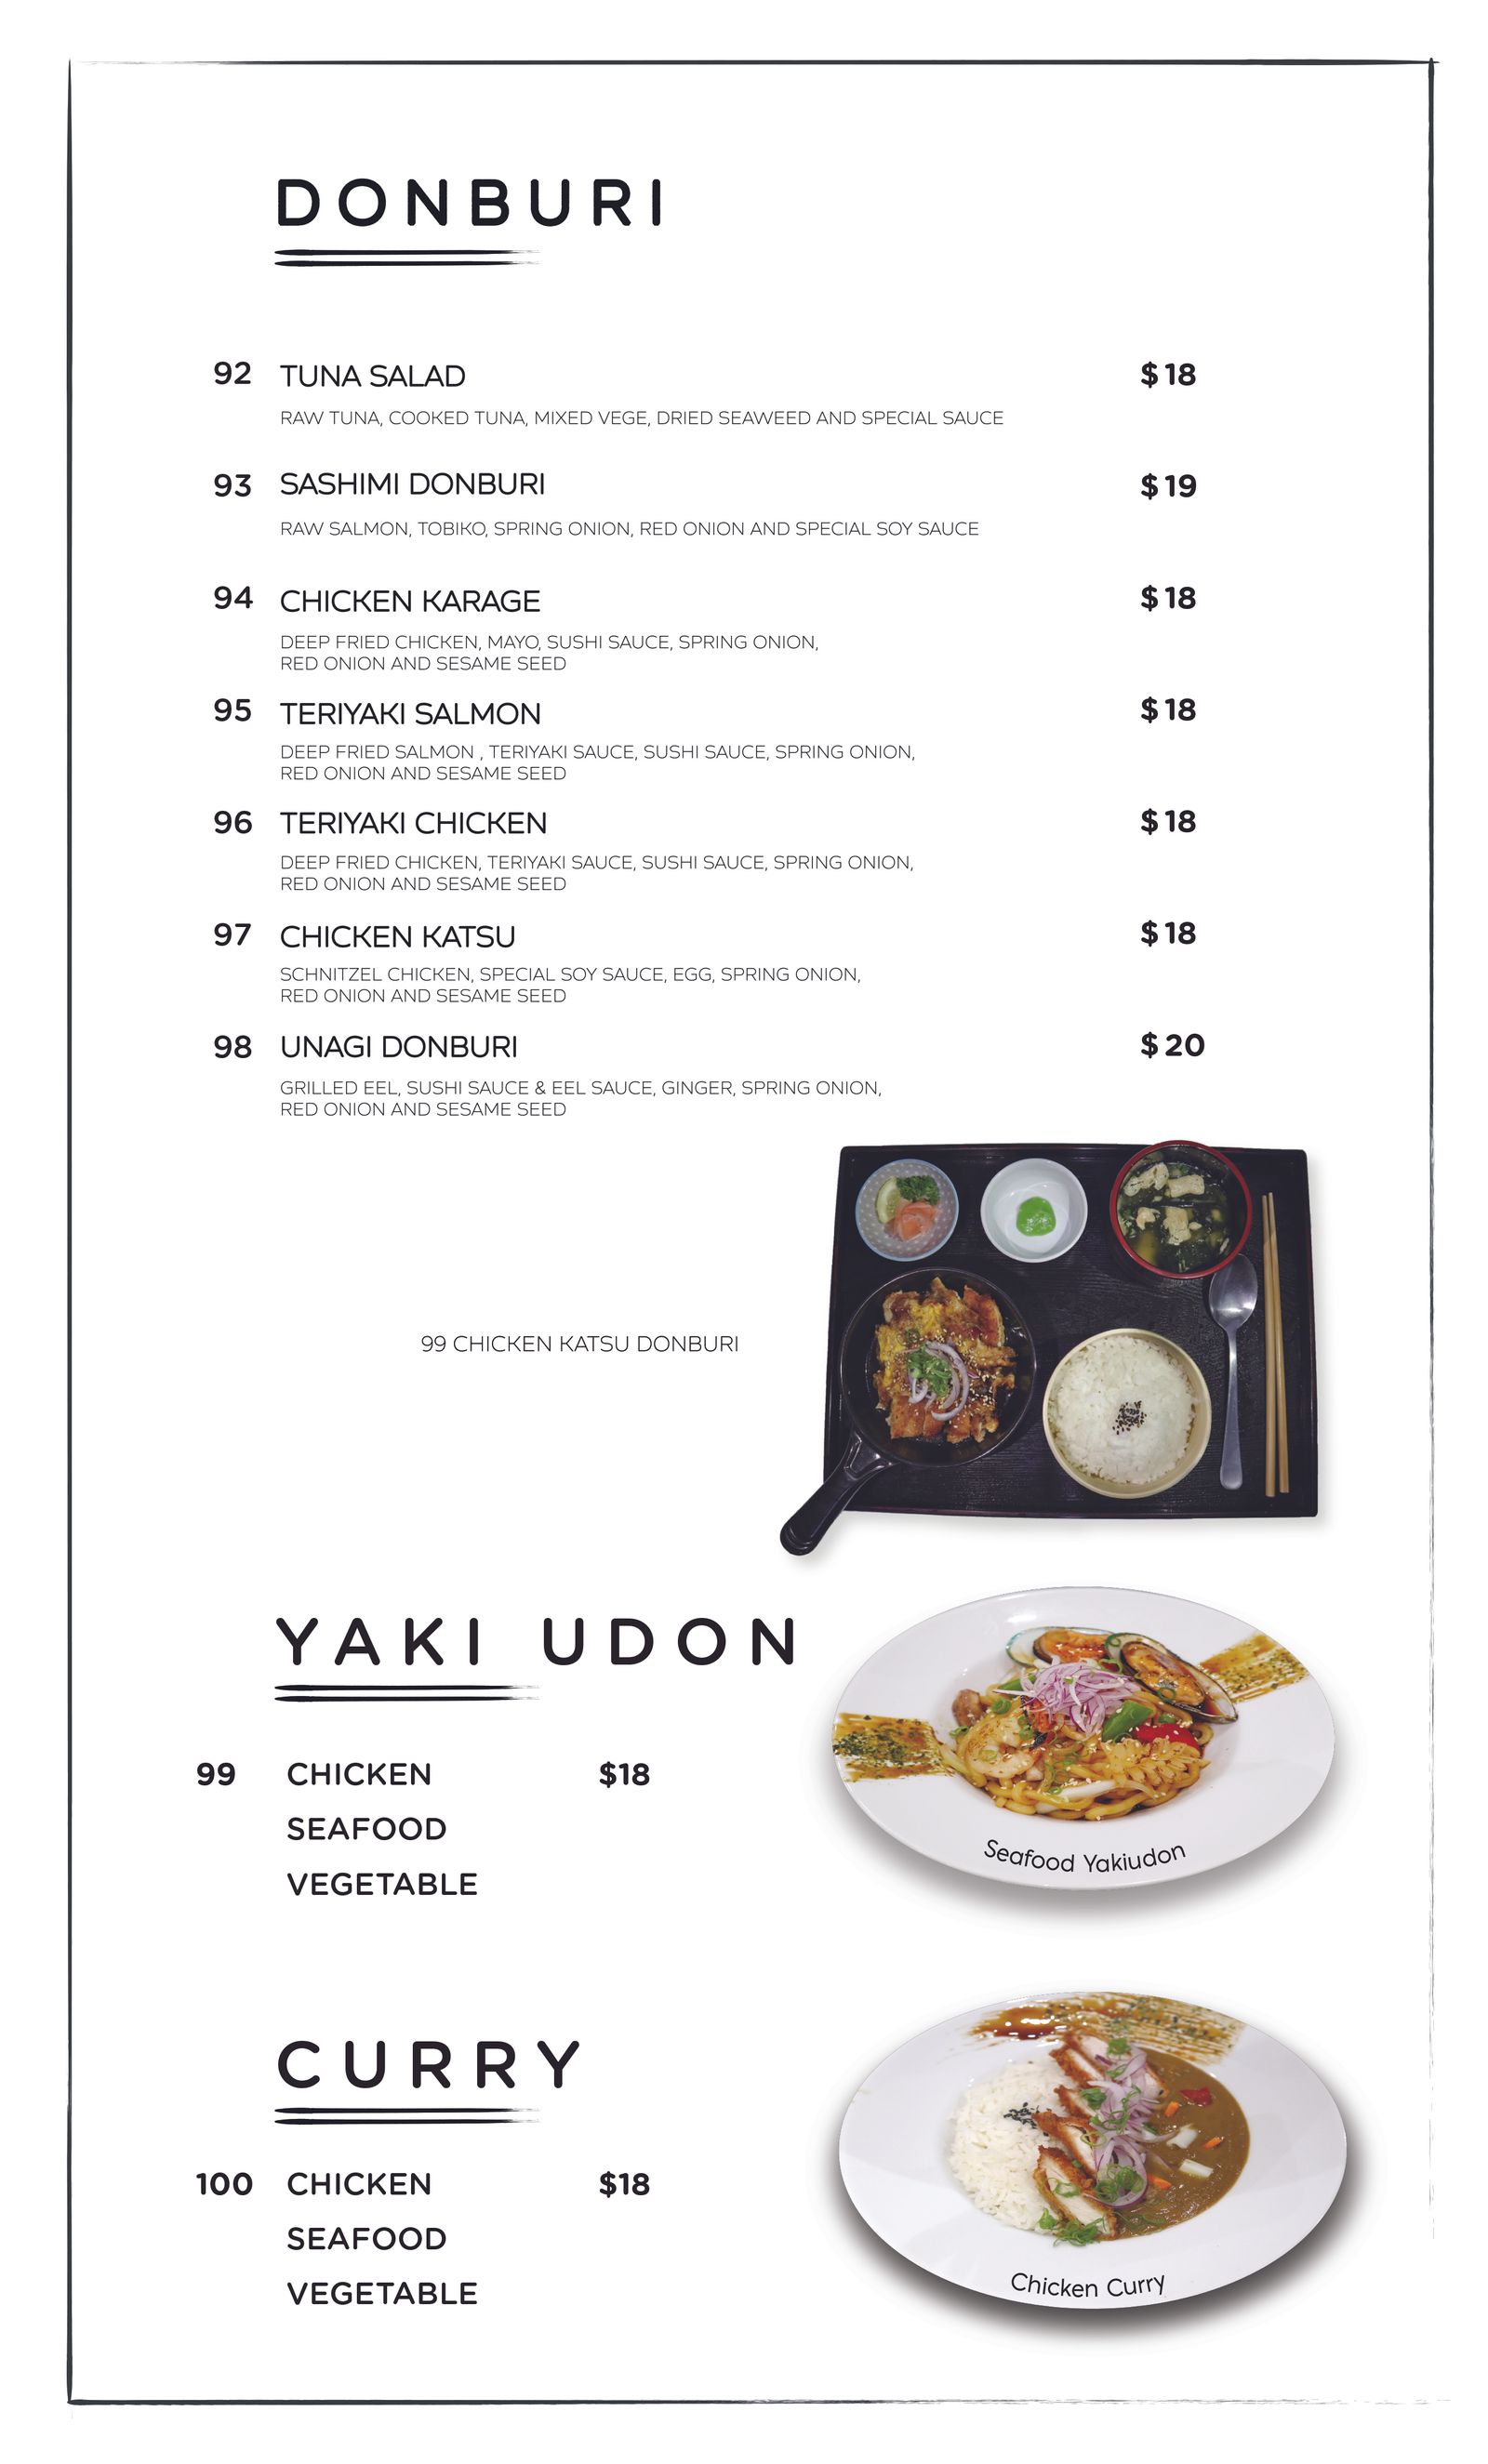 DONBURI
92 TUNA SALAD $18
RAW TUNA, COOKED TUNA, MIXED VEGE, DRIED SEAWEED AND SPECIAL SAUCE
93 SASHIMI DONBURI $19
RAW SALMON, TOBIKO, SPRING ONION, RED ONION AND SPECIAL SOY SAUCE
94 CHICKEN KARAGE $18
DEEP FRIED CHICKEN, MAYO, SUSHI SAUCE, SPRING ONION,
RED ONION AND SESAME SEED
95 TERIYAKI SALMON $18
DEEP FRIED SALMON , TERIYAKI SAUCE, SUSHI SAUCE, SPRING ONION,
RED ONION AND SESAME SEED
96 TERIYAKI CHICKEN $18
DEEP FRIED CHICKEN, TERIYAKI SAUCE, SUSHI SAUCE, SPRING ONION,
RED ONION AND SESAME SEED
97 CHICKEN KATSU $18
SCHNITZEL CHICKEN, SPECIAL SOY SAUCE, EGG, SPRING ONION,
RED ONION AND SESAME SEED
98 UNAGI DONBURI $20
GRILLED EEL, SUSHI SAUCE & EEL SAUCE, GINGER, SPRING ONION,
RED ONION AND SESAME SEED
99 CHICKEN KATSU DONBURI
YAKI UDON
99 CHICKEN $18
SEAFOOD
VEGETABLE
Seafood Yakiudon
CURRY
100 CHICKEN $18
SEAFOOD
VEGETABLE
Chicken Curry